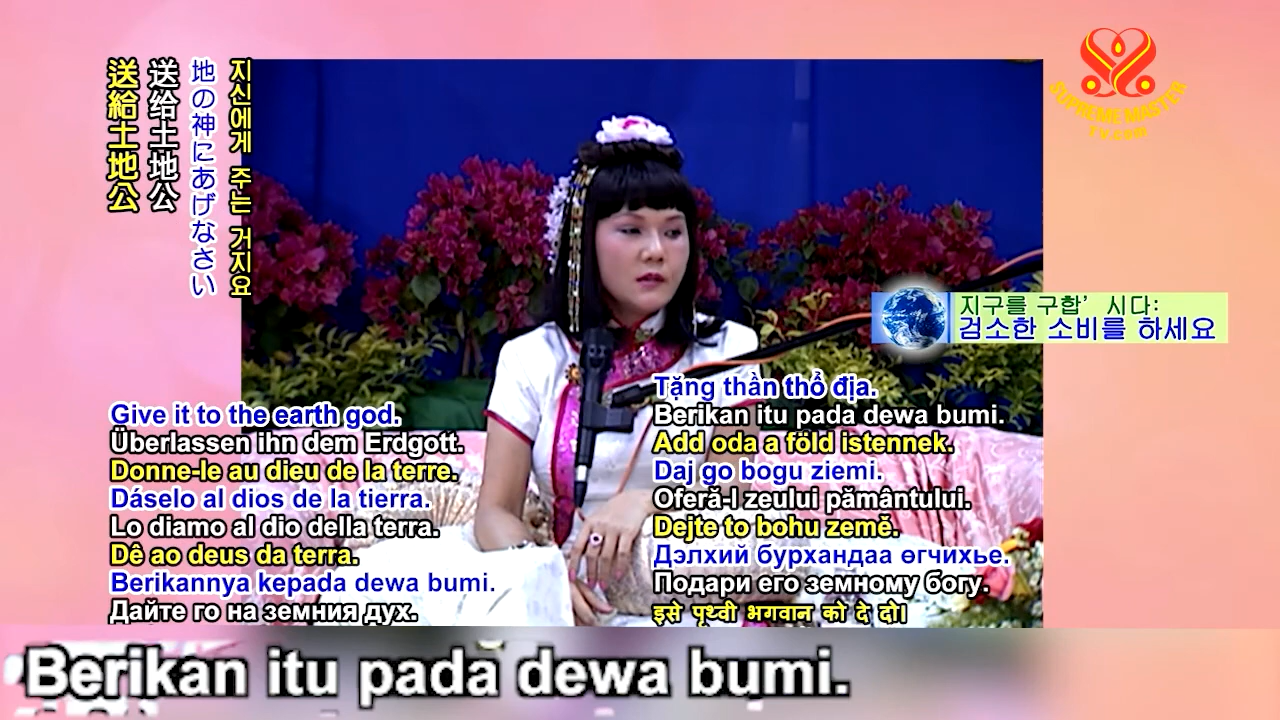 送給土地公
送给土地公
地の神にあげなさい
지신에게 주는 거지요
SUPREME MASTER
TV.com
지구를 구합’시다:
검소한 소비를 하세요
Give it to the earth god.
Überlassen ihn dem Erdgott.
Donne-le au dieu de la terre.
Dáselo al dios de la tierra.
Lo diamo al dio della terra.
Dê ao deus da terra.
Berikannya kepada dewa bumi.
Дайте го на земния дух.
Tặng thần thổ địa.
Berikan itu pada dewa bumi.
Add oda a föld istennek.
Daj go bogu ziemi.
Oferă-l zeului pământului.
Dejte to bohu země.
Дэлхий бурхандаа өгчихье.
Подари его земному богу.
इसे पृथ्वी भगवान को दे दो।
Berikan itu pada dewa bumi.